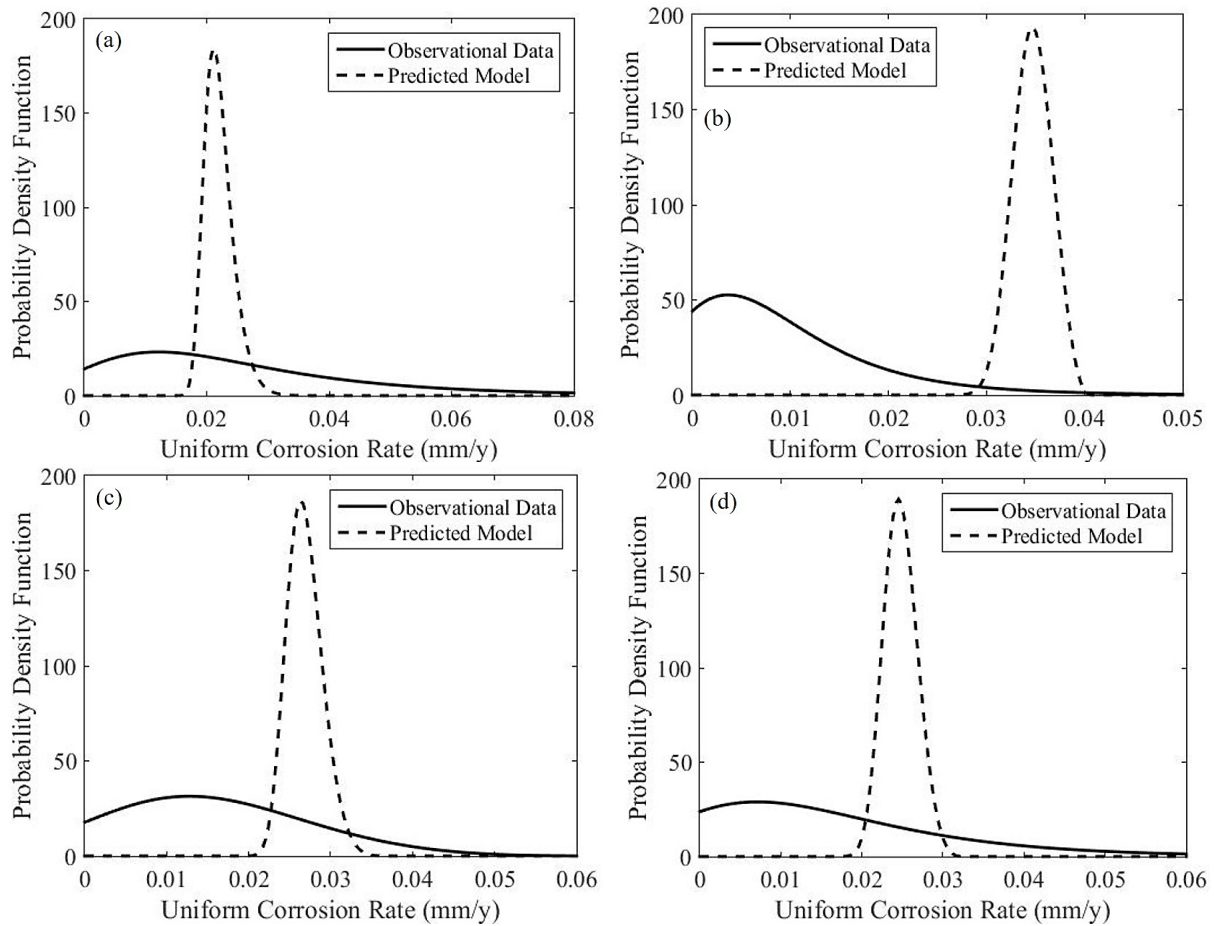 (a)
Observational Data
Predicted Model
Probability Density Function
200
150
100
50
0
0 0.02 0.04 0.06 0.08
Uniform Corrosion Rate (mm/y)
(b)
Observational Data
Predicted Model
Probability Density Function
200
150
100
50
0
0 0.01 0.02 0.03 0.04 0.05
Uniform Corrosion Rate (mm/y)
(c)
Observational Data
Predicted Model
Probability Density Function
200
150
100
50
0
0 0.01 0.02 0.03 0.04 0.05 0.06
Uniform Corrosion Rate (mm/y)
(d)
Observational Data
Predicted Model
Probability Density Function
200
150
100
50
0
0 0.01 0.02 0.03 0.04 0.05 0.06
Uniform Corrosion Rate (mm/y)